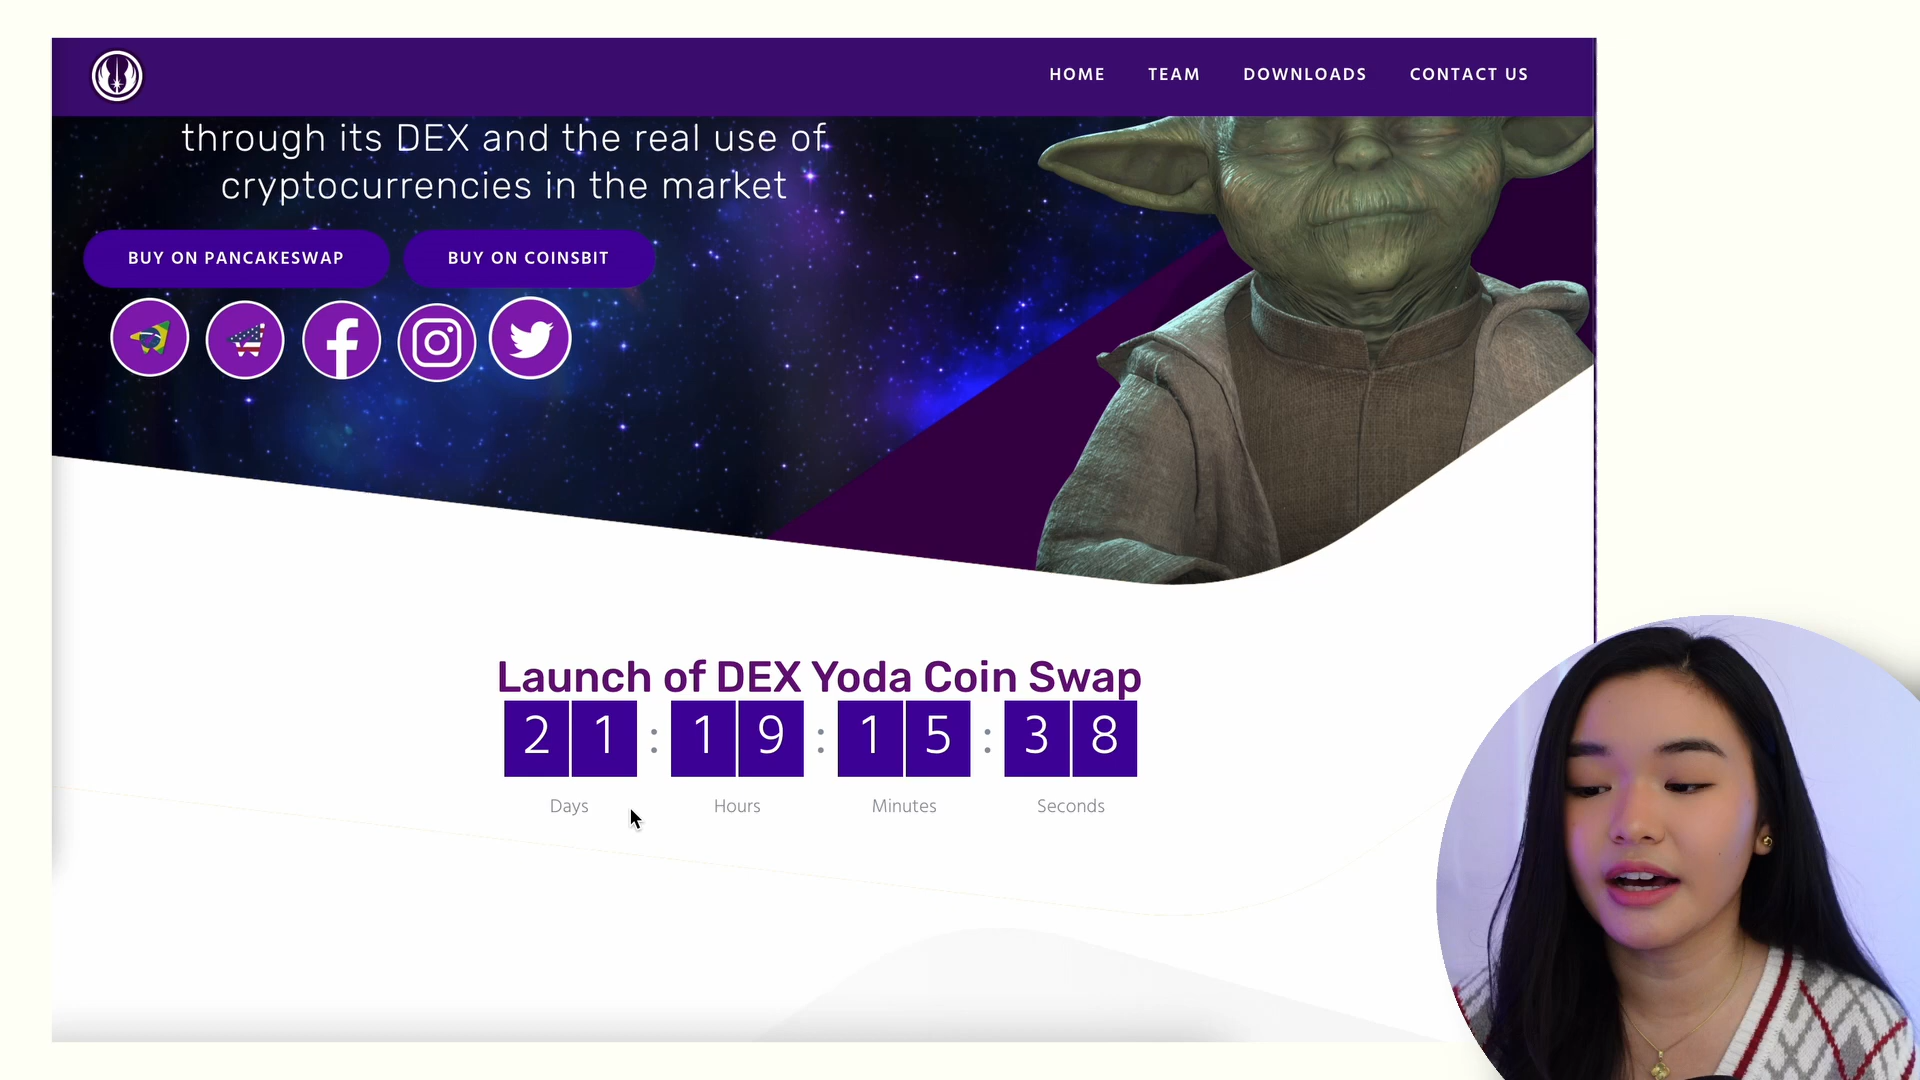 HOME TEAM DOWNLOADS CONTACT US
through its DEX and the real use of
cryptocurrencies in the market
BUY ON PANCAKESWAP BUY ON COINSBIT
Launch of DEX Yoda Coin Swap
21 : 19 : 15 : 38
Days Hours Minutes Seconds